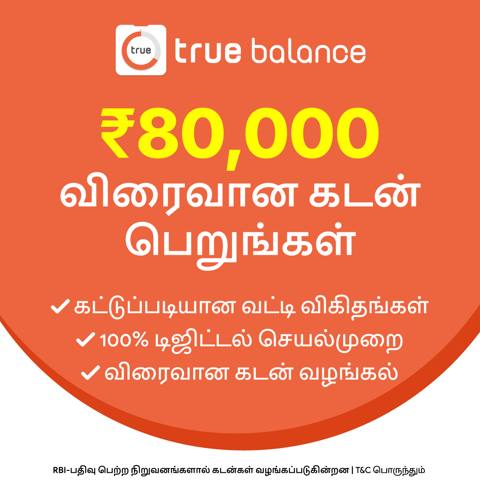 true
true balance
₹80,000
விரைவான கடன்
பெறுங்கள்
கட்டுப்படியான வட்டி விகிதங்கள்
100% டிஜிட்டல் செயல்முறை
விரைவான கடன் வழங்கல்
RBI-பதிவு பெற்ற நிறுவனங்களால் கடன்கள் வழங்கப்படுகின்றன | T&C பொருந்தும்